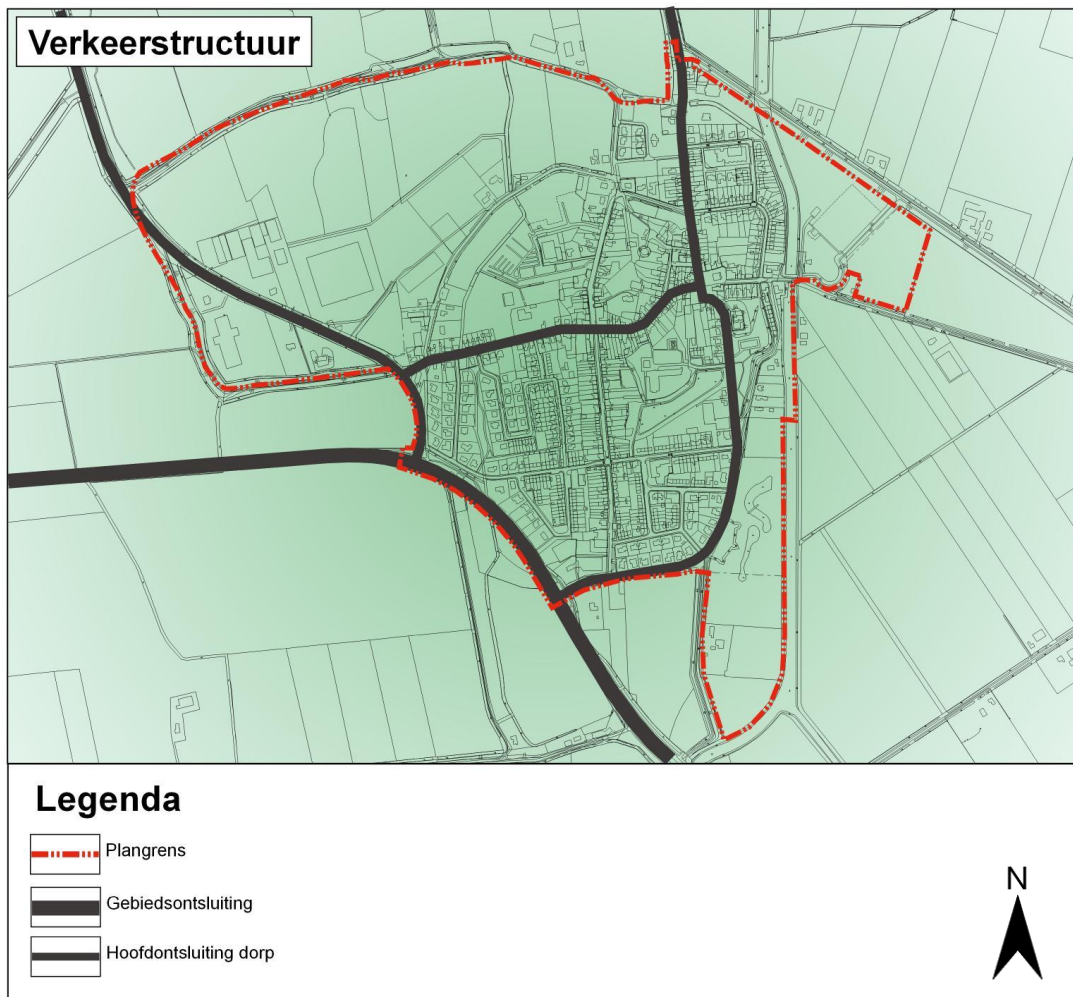 Verkeerstructuur
Legenda
Plangrens
Gebiedsontsluiting
Hoofdontsluiting dorp
N